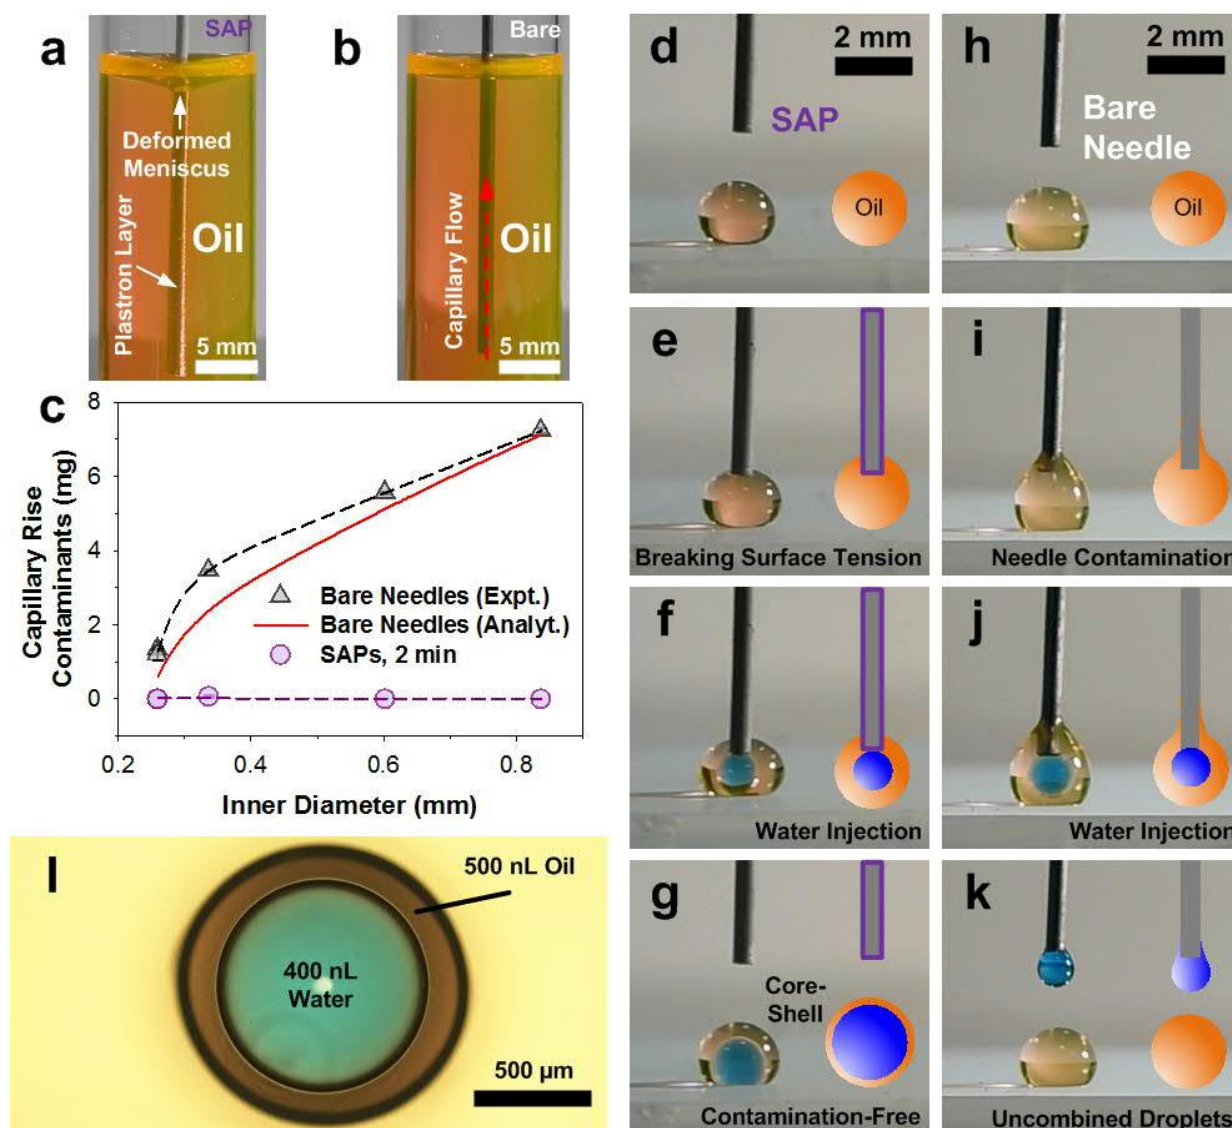 a
SAP
Deformed
Meniscus
Plastron Layer
Oil
5 mm
b
Bare
Capillary Flow
Oil
5 mm
c
8
6
4
2
0
Capillary Rise
Contaminants (mg)
Bare Needles (Expt.)
Bare Needles (Analyt.)
SAPs, 2 min
0.2
0.4
0.6
0.8
Inner Diameter (mm)
l
500 nL Oil
400 nL
Water
500 µm
d
2 mm
SAP
Oil
e
Breaking Surface Tension
f
Water Injection
g
Core-
Shell
Contamination-Free
h
2 mm
Bare
Needle
Oil
i
Needle Contamination
j
Water Injection
k
Uncombined Droplets